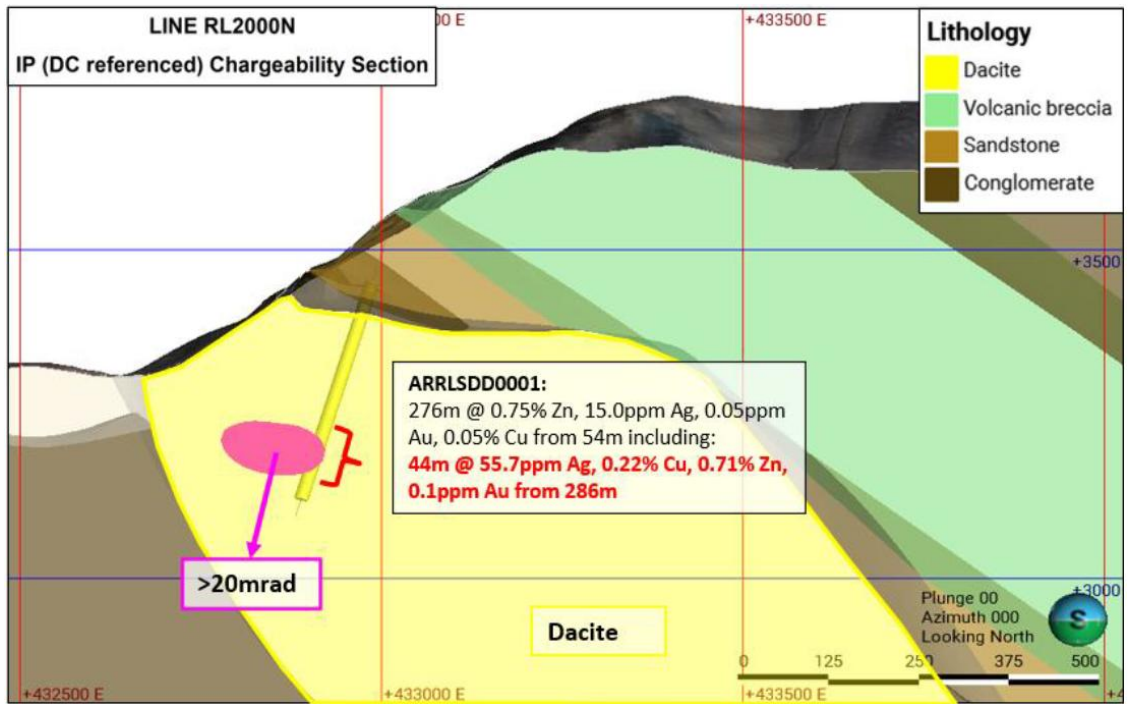 LINE RL2000N
IP (DC referenced) Chargeability Section
00 E
+433500 E
Lithology
Dacite
Volcanic breccia
Sandstone
Conglomerate
+3500
ARRLSDD0001:
276m @ 0.75% Zn, 15.0ppm Ag, 0.05ppm
Au, 0.05% Cu from 54m including:
44m @ 55.7ppm Ag, 0.22% Cu, 0.71% Zn,
0.1ppm Au from 286m
>20mrad
+3000
Dacite
Plunge 00
Azimuth 000
Looking North
S
0 125 250 375 500
+432500 E
+433000 E
+433500 E
+4